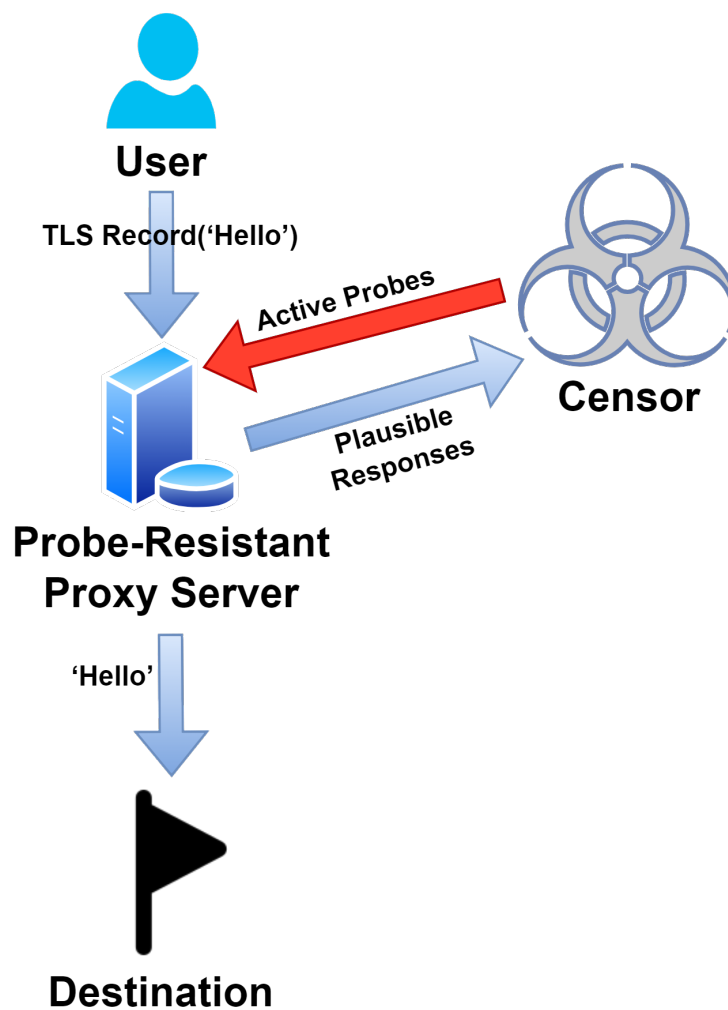 User
TLS Record(‘Hello’)
Active Probes
Censor
Plausible
Responses
Probe-Resistant
Proxy Server
‘Hello’
Destination